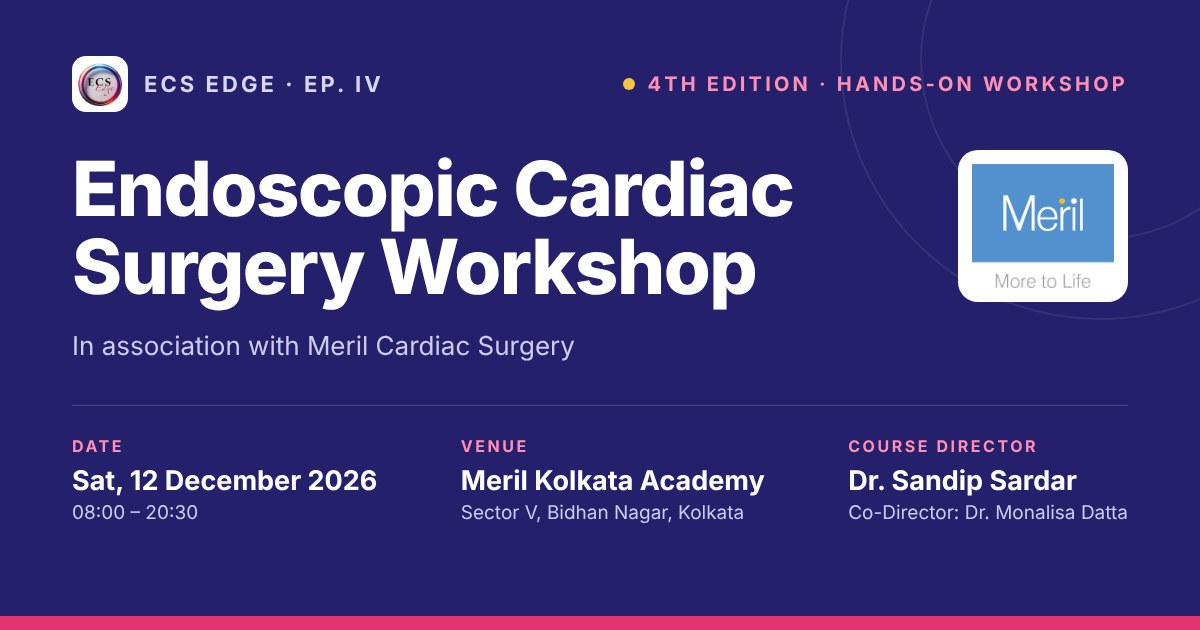 ECS
Edge
ECS EDGE · EP. IV
4TH EDITION · HANDS-ON WORKSHOP
Endoscopic Cardiac
Surgery Workshop
Meril
More to Life
In association with Meril Cardiac Surgery
DATE
Sat, 12 December 2026
08:00 – 20:30
VENUE
Meril Kolkata Academy
Sector V, Bidhan Nagar, Kolkata
COURSE DIRECTOR
Dr. Sandip Sardar
Co-Director: Dr. Monalisa Datta